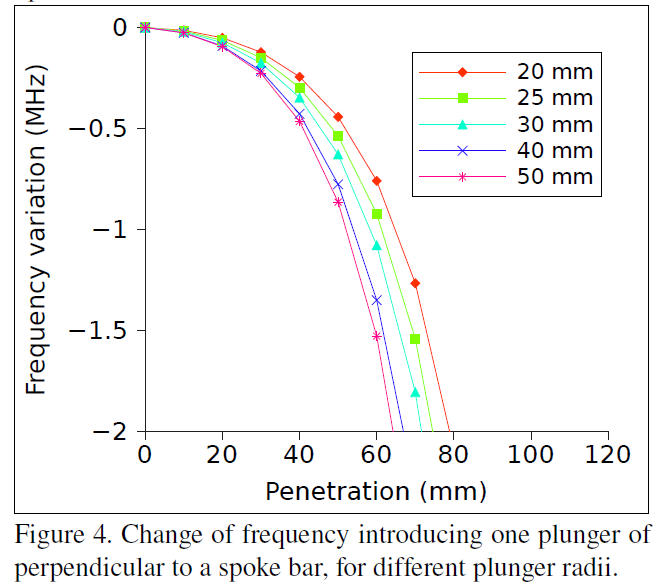 0
−0.5
−1
−1.5
−2
Frequency variation (MHz)
20 mm
25 mm
30 mm
40 mm
50 mm
0 20 40 60 80 100 120
Penetration (mm)
Figure 4. Change of frequency introducing one plunger of
perpendicular to a spoke bar, for different plunger radii.